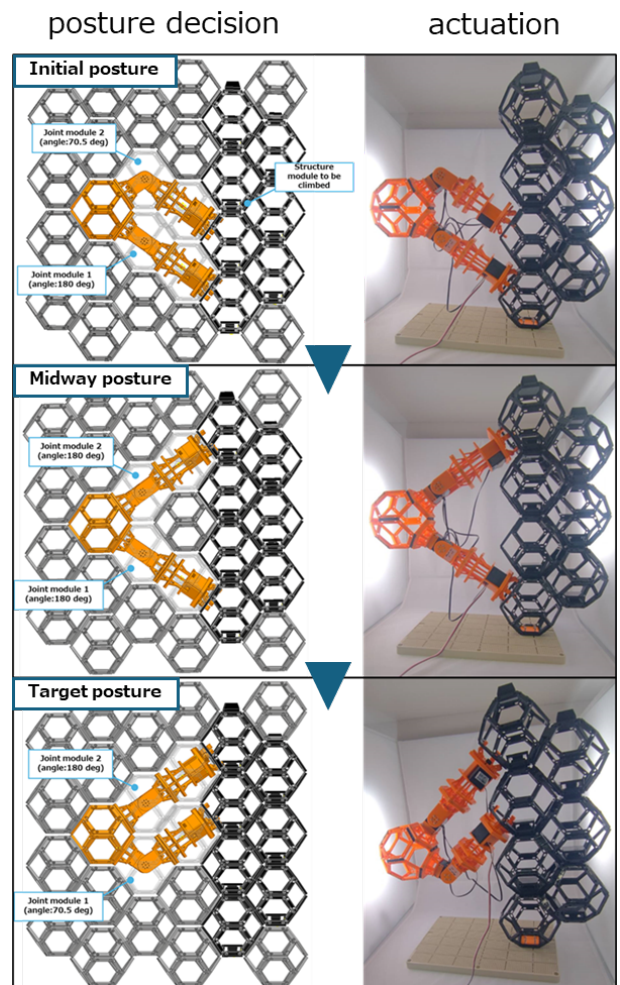 posture decision
actuation
Initial posture
Joint module 2
(angle:70.5 deg)
Structure
module to be
climbed
Joint module 1
(angle:180 deg)
Midway posture
Joint module 2
(angle:180 deg)
Joint module 1
(angle:180 deg)
Target posture
Joint module 2
(angle:180 deg)
Joint module 1
(angle:70.5 deg)